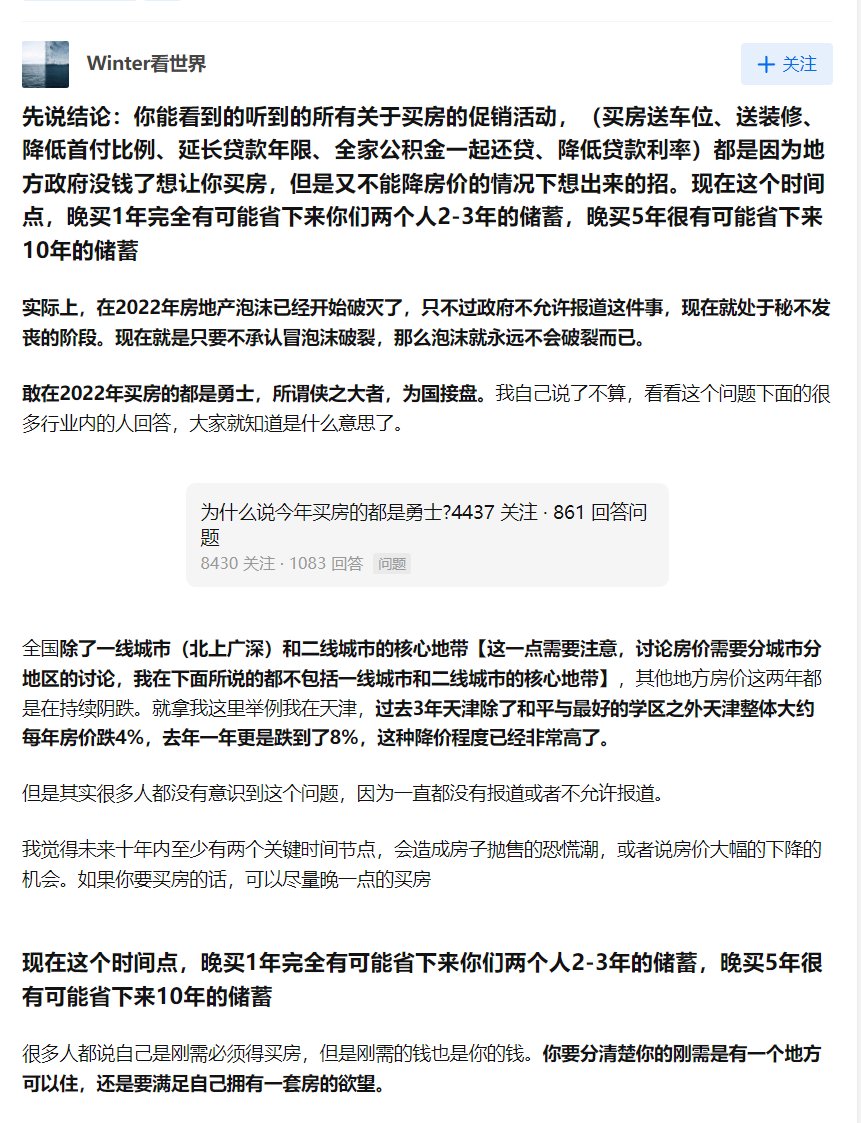 Winter看世界
关注
先说结论：你能看到的听到的所有关于买房的促销活动，（买房送车位、送装修、
降低首付比例、延长贷款年限、全家公积金一起还贷、降低贷款利率）都是因为地
方政府没钱了想让你买房，但是又不能降房价的情况下想出来的招。现在这个时间
点，晚买1年完全有可能省下来你们两个人2-3年的储蓄，晚买5年很有可能省下来
10年的储蓄
实际上，在2022年房地产泡沫已经开始破灭了，只不过政府不允许报道这件事，现在就处于秘不发
丧的阶段。现在就是只要不承认冒泡沫破裂，那么泡沫就永远不会破裂而已。
敢在2022年买房的都是勇士，所谓侠之大者，为国接盘。我自己说了不算，看看这个问题下面的很
多行业内的人回答，大家就知道是什么意思了。
为什么说今年买房的都是勇士?4437 关注 · 861 回答问
题
8430 关注 · 1083 回答 问题
全国除了一线城市（北上广深）和二线城市的核心地带【这一点需要注意，讨论房价需要分城市分
地区的讨论，我在下面所说的都不包括一线城市和二线城市的核心地带】，其他地方房价这两年都
是在持续阴跌。就拿我这里举例我在天津，过去3年天津除了和平与最好的学区之外天津整体大约
每年房价跌4%，去年一年更是跌到了8%，这种降价程度已经非常高了。
但是其实很多人都没有意识到这个问题，因为一直都没有报道或者不允许报道。
我觉得未来十年内至少有两个关键时间节点，会造成房子抛售的恐慌潮，或者说房价大幅的下降的
机会。如果你要买房的话，可以尽量晚一点的买房
现在这个时间点，晚买1年完全有可能省下来你们两个人2-3年的储蓄，晚买5年很
有可能省下来10年的储蓄
很多人都说自己是刚需必须得买房，但是刚需的钱也是你的钱。你要分清楚你的刚需是有一个地方
可以住，还是要满足自己拥有一套房的欲望。